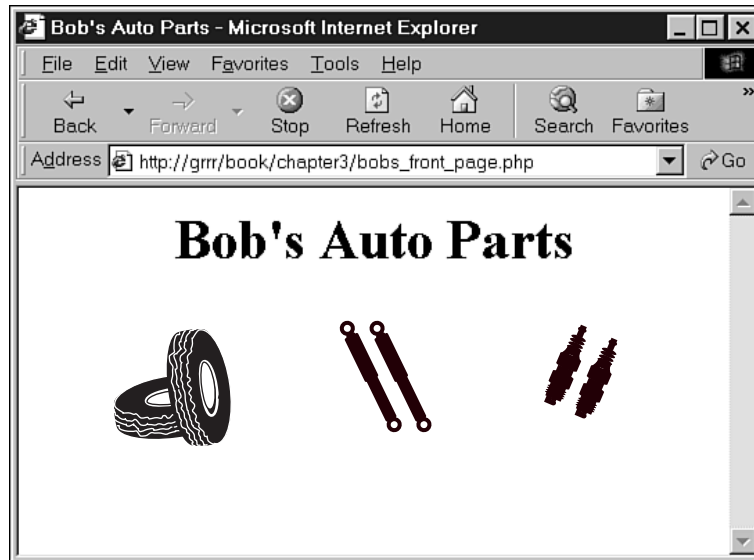 Bob's Auto Parts - Microsoft Internet Explorer
File Edit View Favorites Tools Help
Back Forward Stop Refresh Home Search Favorites »
Address http://grrr/book/chapter3/bobs_front_page.php Go
Bob's Auto Parts